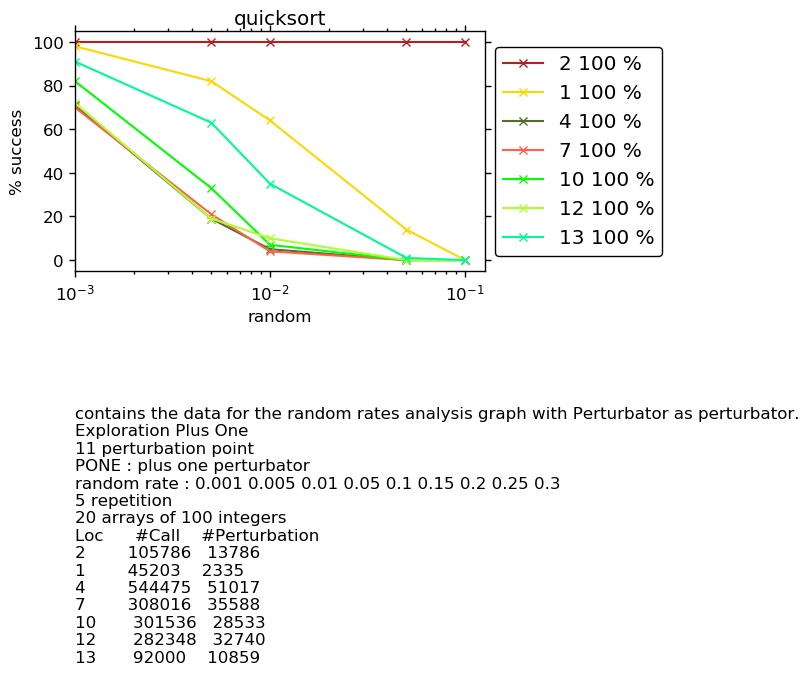 quicksort
100
80
60
40
20
0
% success
10⁻³ 10⁻² 10⁻¹
random
2 100 %
1 100 %
4 100 %
7 100 %
10 100 %
12 100 %
13 100 %
contains the data for the random rates analysis graph with Perturbator as perturbator.
Exploration Plus One
11 perturbation point
PONE : plus one perturbator
random rate : 0.001 0.005 0.01 0.05 0.1 0.15 0.2 0.25 0.3
5 repetition
20 arrays of 100 integers
Loc #Call #Perturbation
2 105786 13786
1 45203 2335
4 544475 51017
7 308016 35588
10 301536 28533
12 282348 32740
13 92000 10859